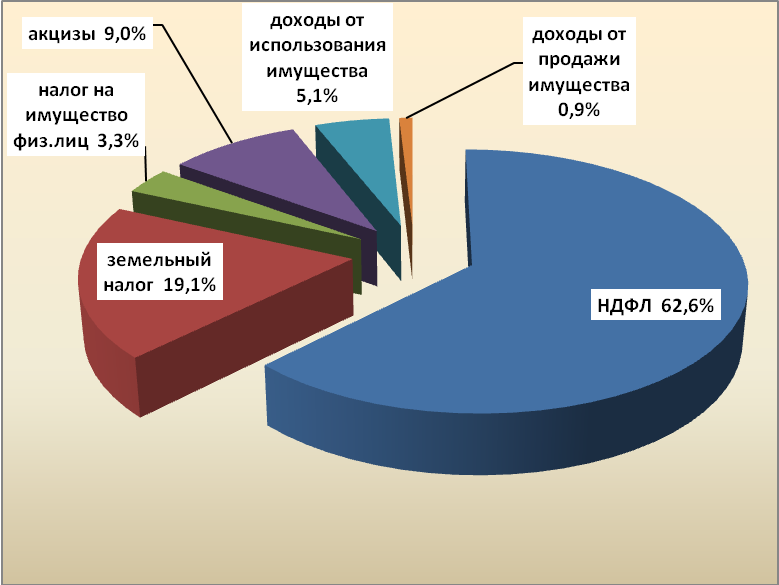 акцизы 9,0%
доходы от
использования
имущества
5,1%
доходы от
продажи
имущества
0,9%
налог на
имущество
физ.лиц 3,3%
земельный
налог 19,1%
НДФЛ 62,6%